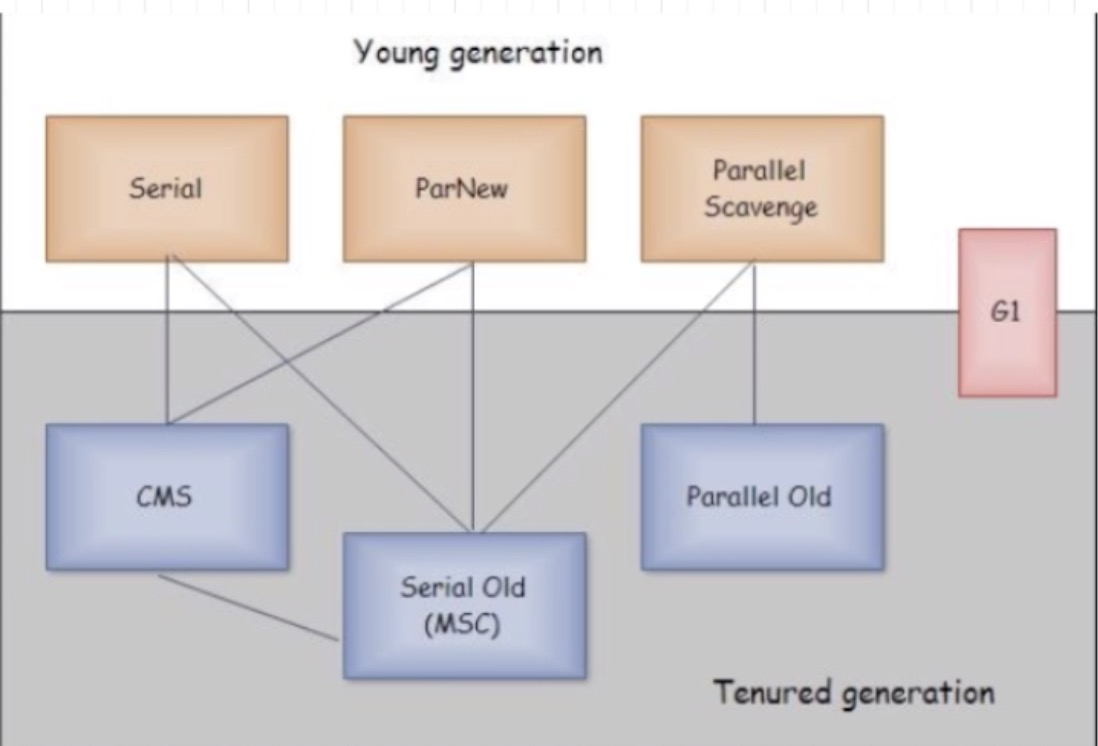 Young generation
Serial
ParNew
Parallel
Scavenge
G1
CMS
Parallel Old
Serial Old
(MSC)
Tenured generation